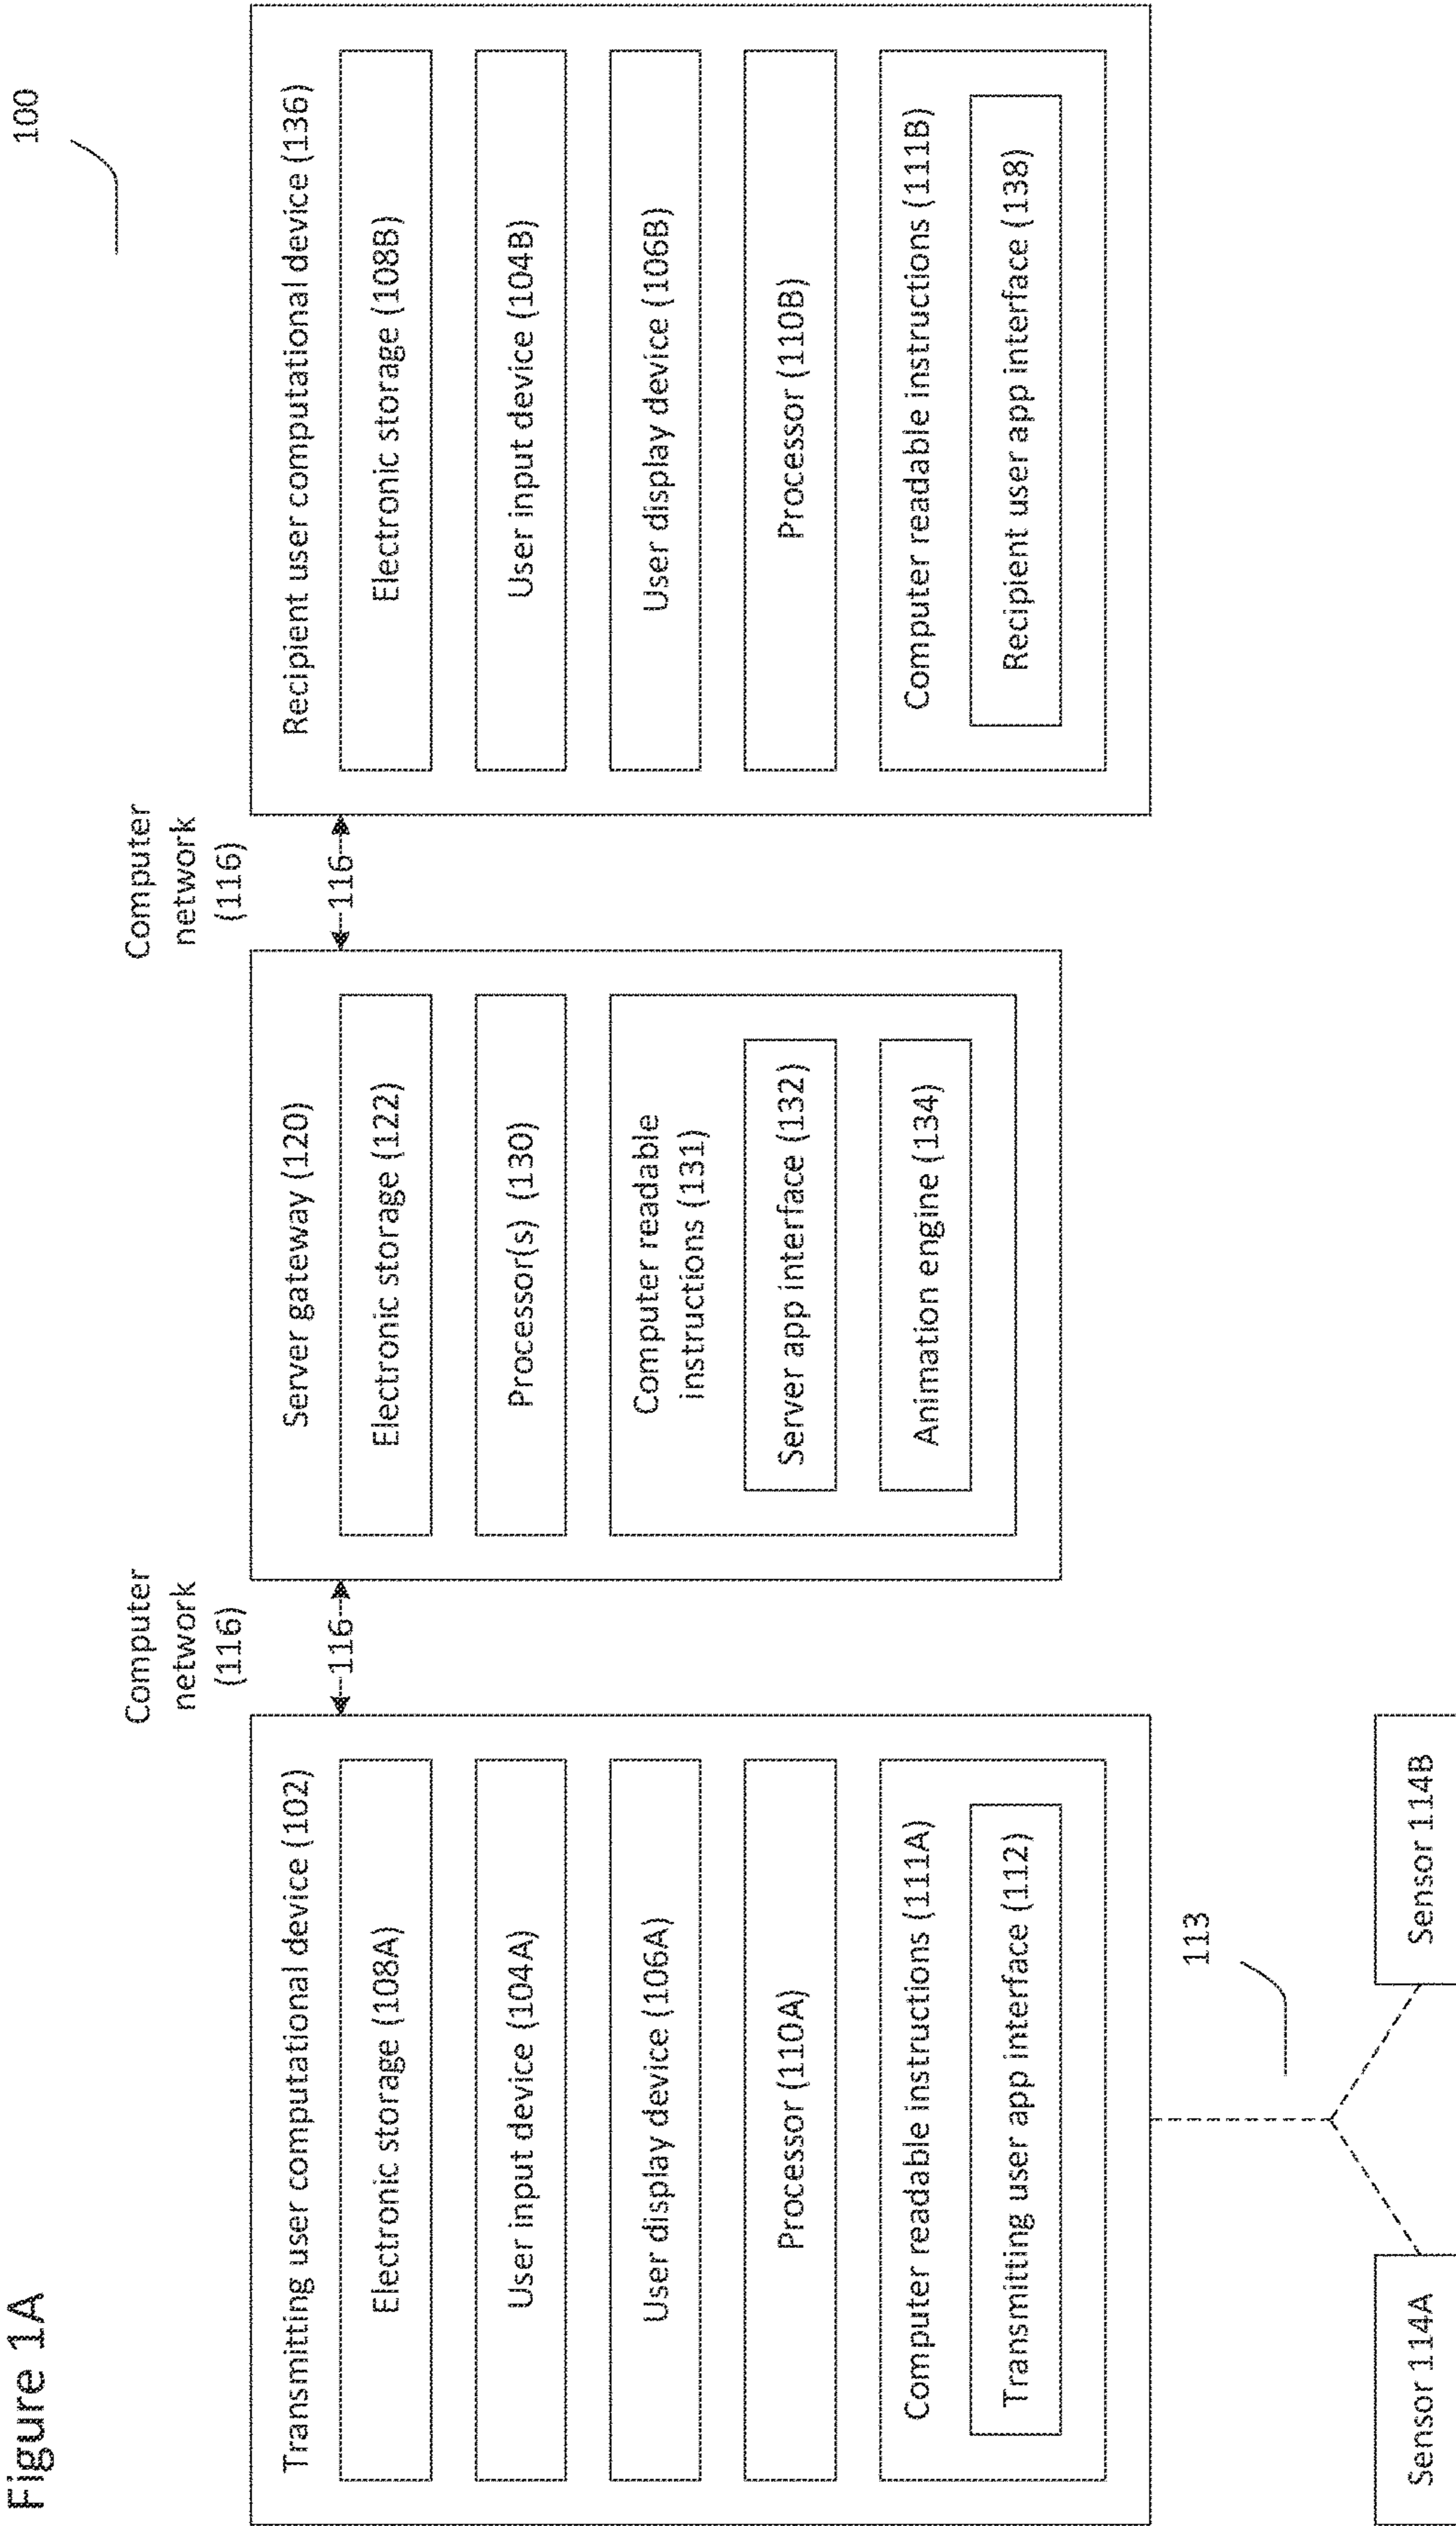 Figure 1A
100
Computer
network
(116)
Computer
network
(116)
Transmitting user computational device (102)
Electronic storage (108A)
User input device (104A)
User display device (106A)
Processor (110A)
Computer readable instructions (111A)
Transmitting user app interface (112)
116
Server gateway (120)
Electronic storage (122)
Processor(s) (130)
Computer readable
instructions (131)
Server app interface (132)
Animation engine (134)
116
Recipient user computational device (136)
Electronic storage (108B)
User input device (104B)
User display device (106B)
Processor (110B)
Computer readable instructions (111B)
Recipient user app interface (138)
113
Sensor 114A
Sensor 114B